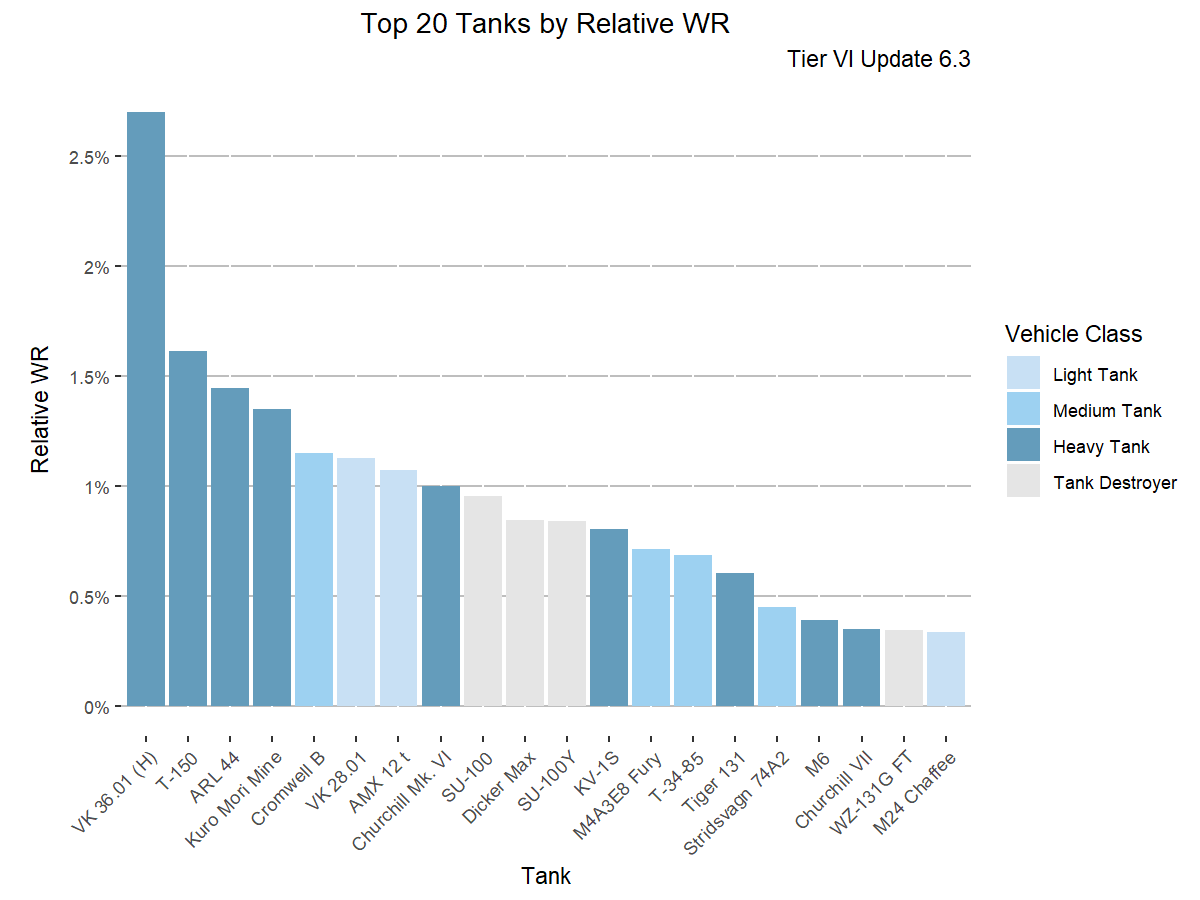 Top 20 Tanks by Relative WR
Tier VI Update 6.3
Relative WR
2.5%
2%
1.5%
1%
0.5%
0%
VK 36.01 (H)
T-150
ARL 44
Kuro Mori Mine
Cromwell B
VK 28.01
AMX 12 t
Churchill Mk. VI
SU-100
Dicker Max
SU-100Y
KV-1S
M4A3E8 Fury
T-34-85
Tiger 131
Stridsvagn 74A2
M6
Churchill VII
WZ-131G FT
M24 Chaffee
Tank
Vehicle Class
Light Tank
Medium Tank
Heavy Tank
Tank Destroyer